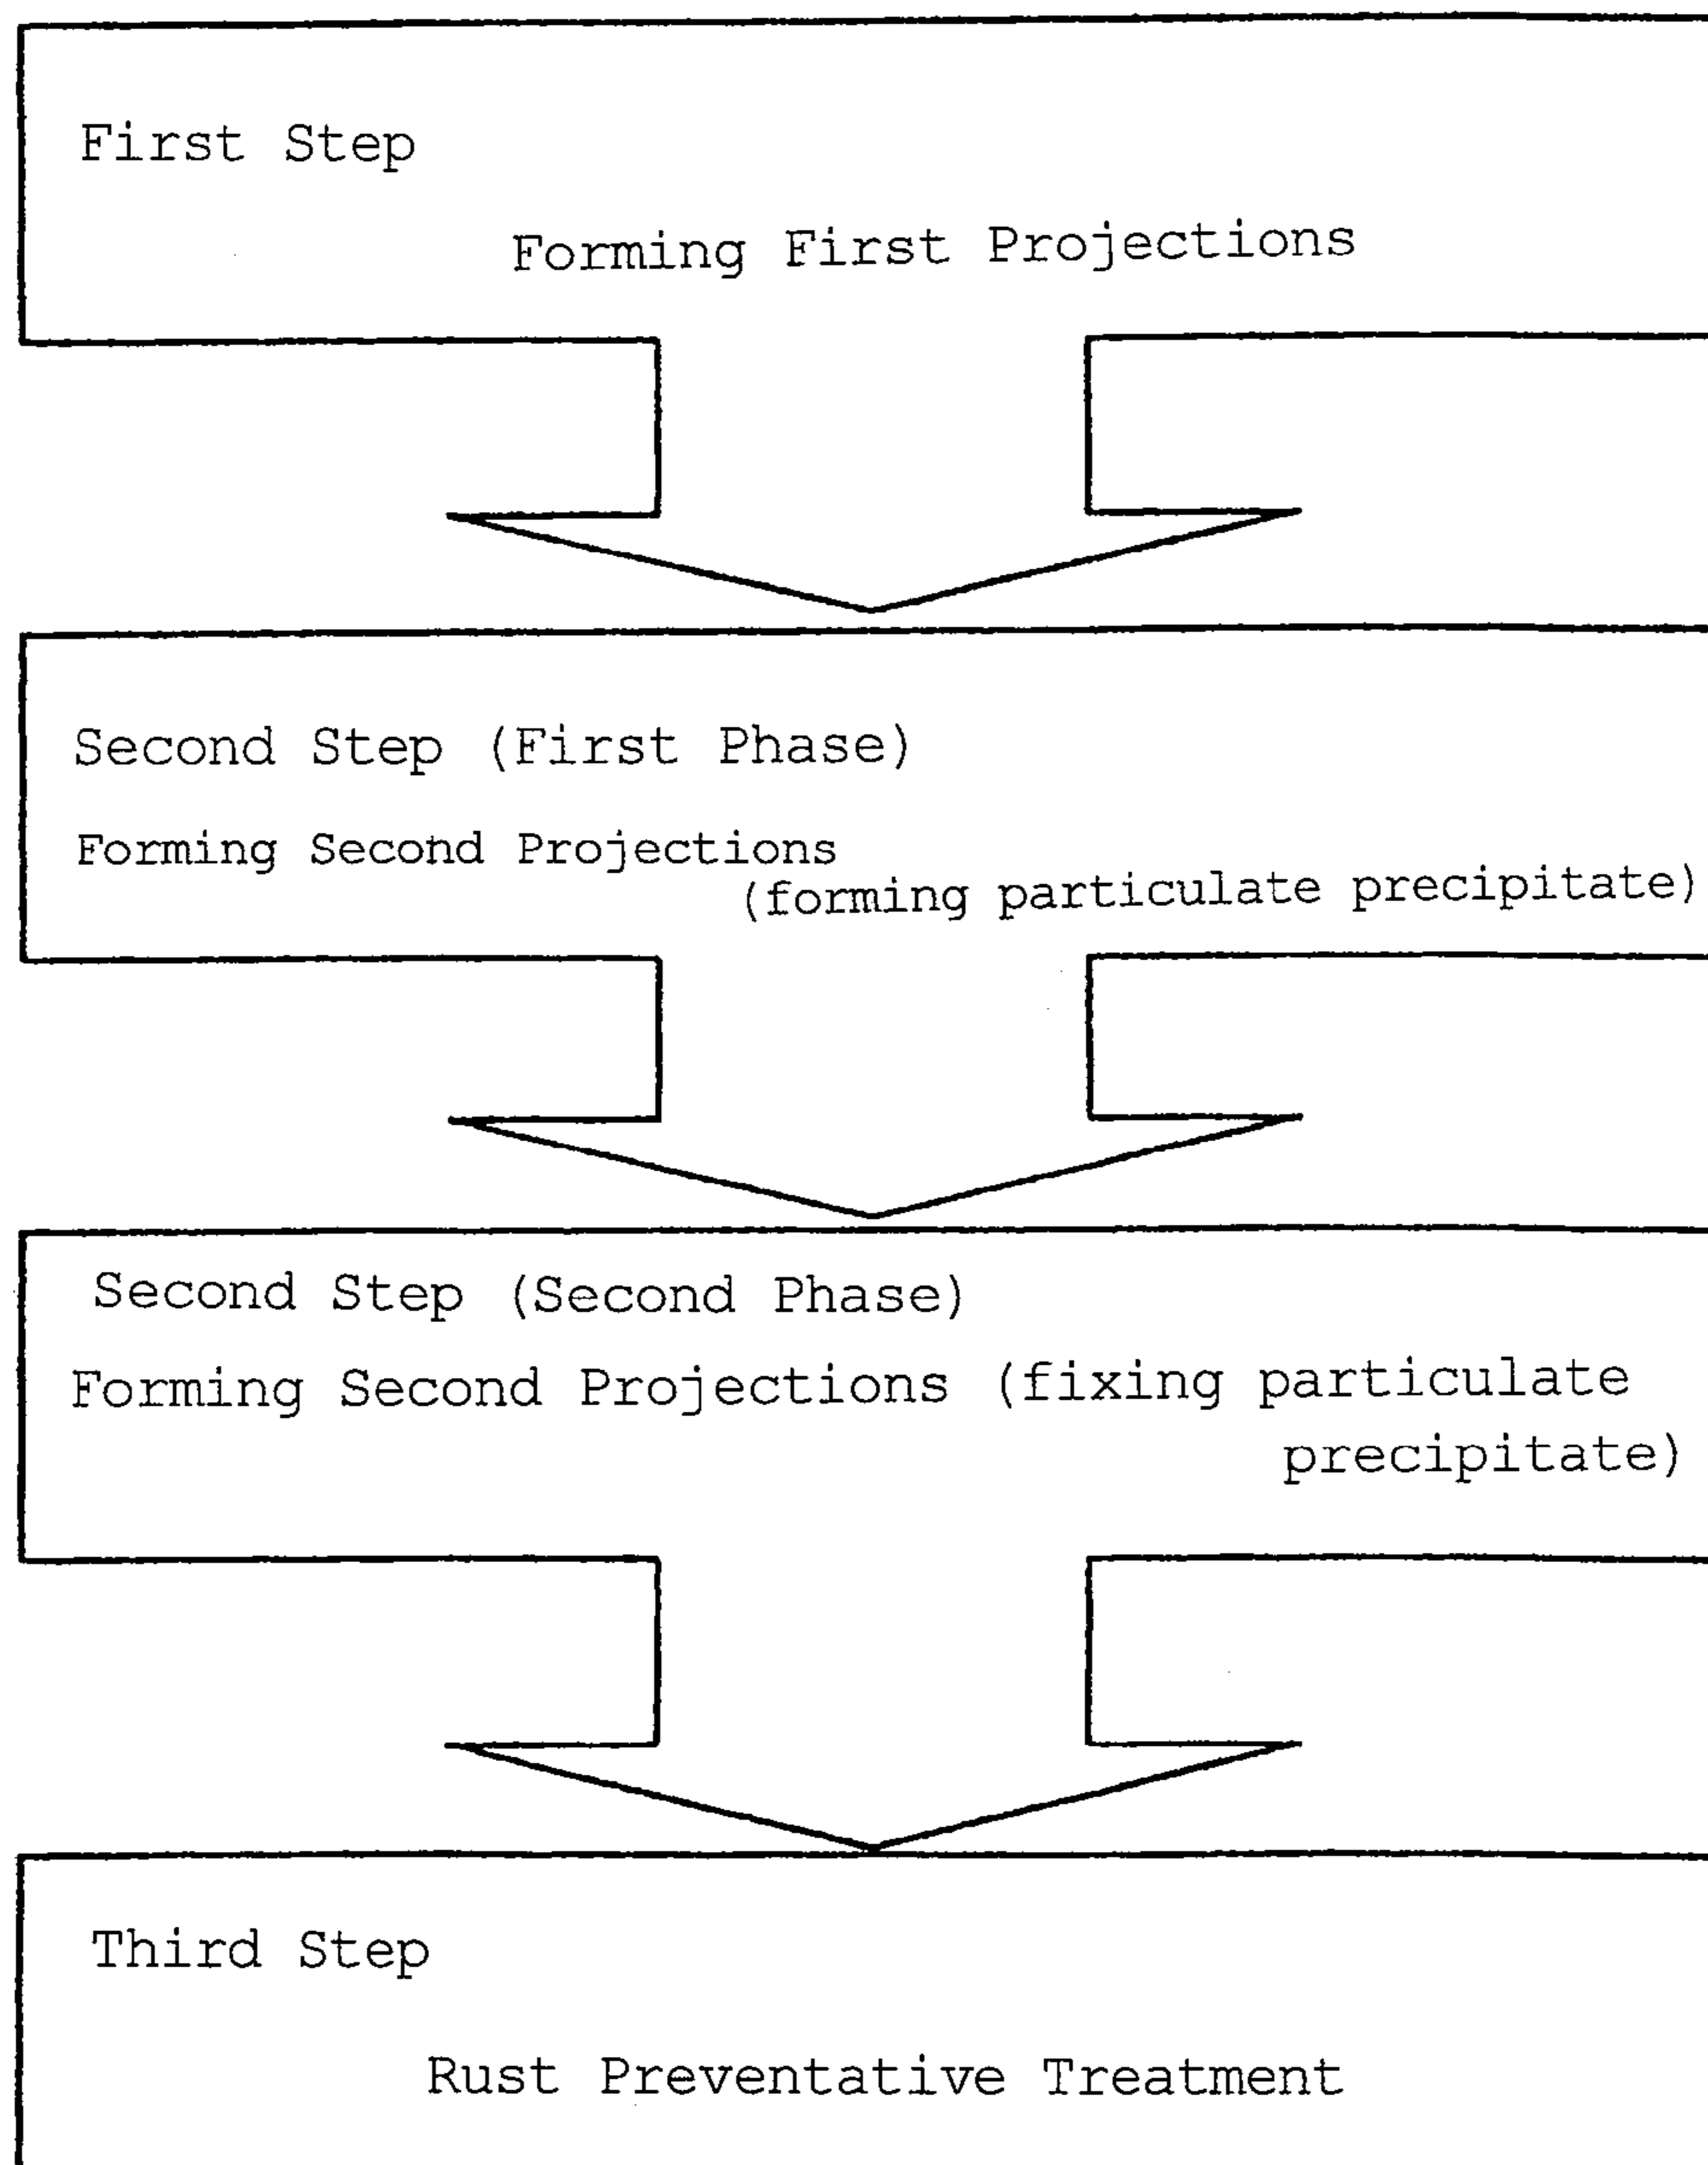 First Step
Forming First Projections
Second Step (First Phase)
Forming Second Projections
(forming particulate precipitate)
Second Step (Second Phase)
Forming Second Projections (fixing particulate
precipitate)
Third Step
Rust Preventative Treatment